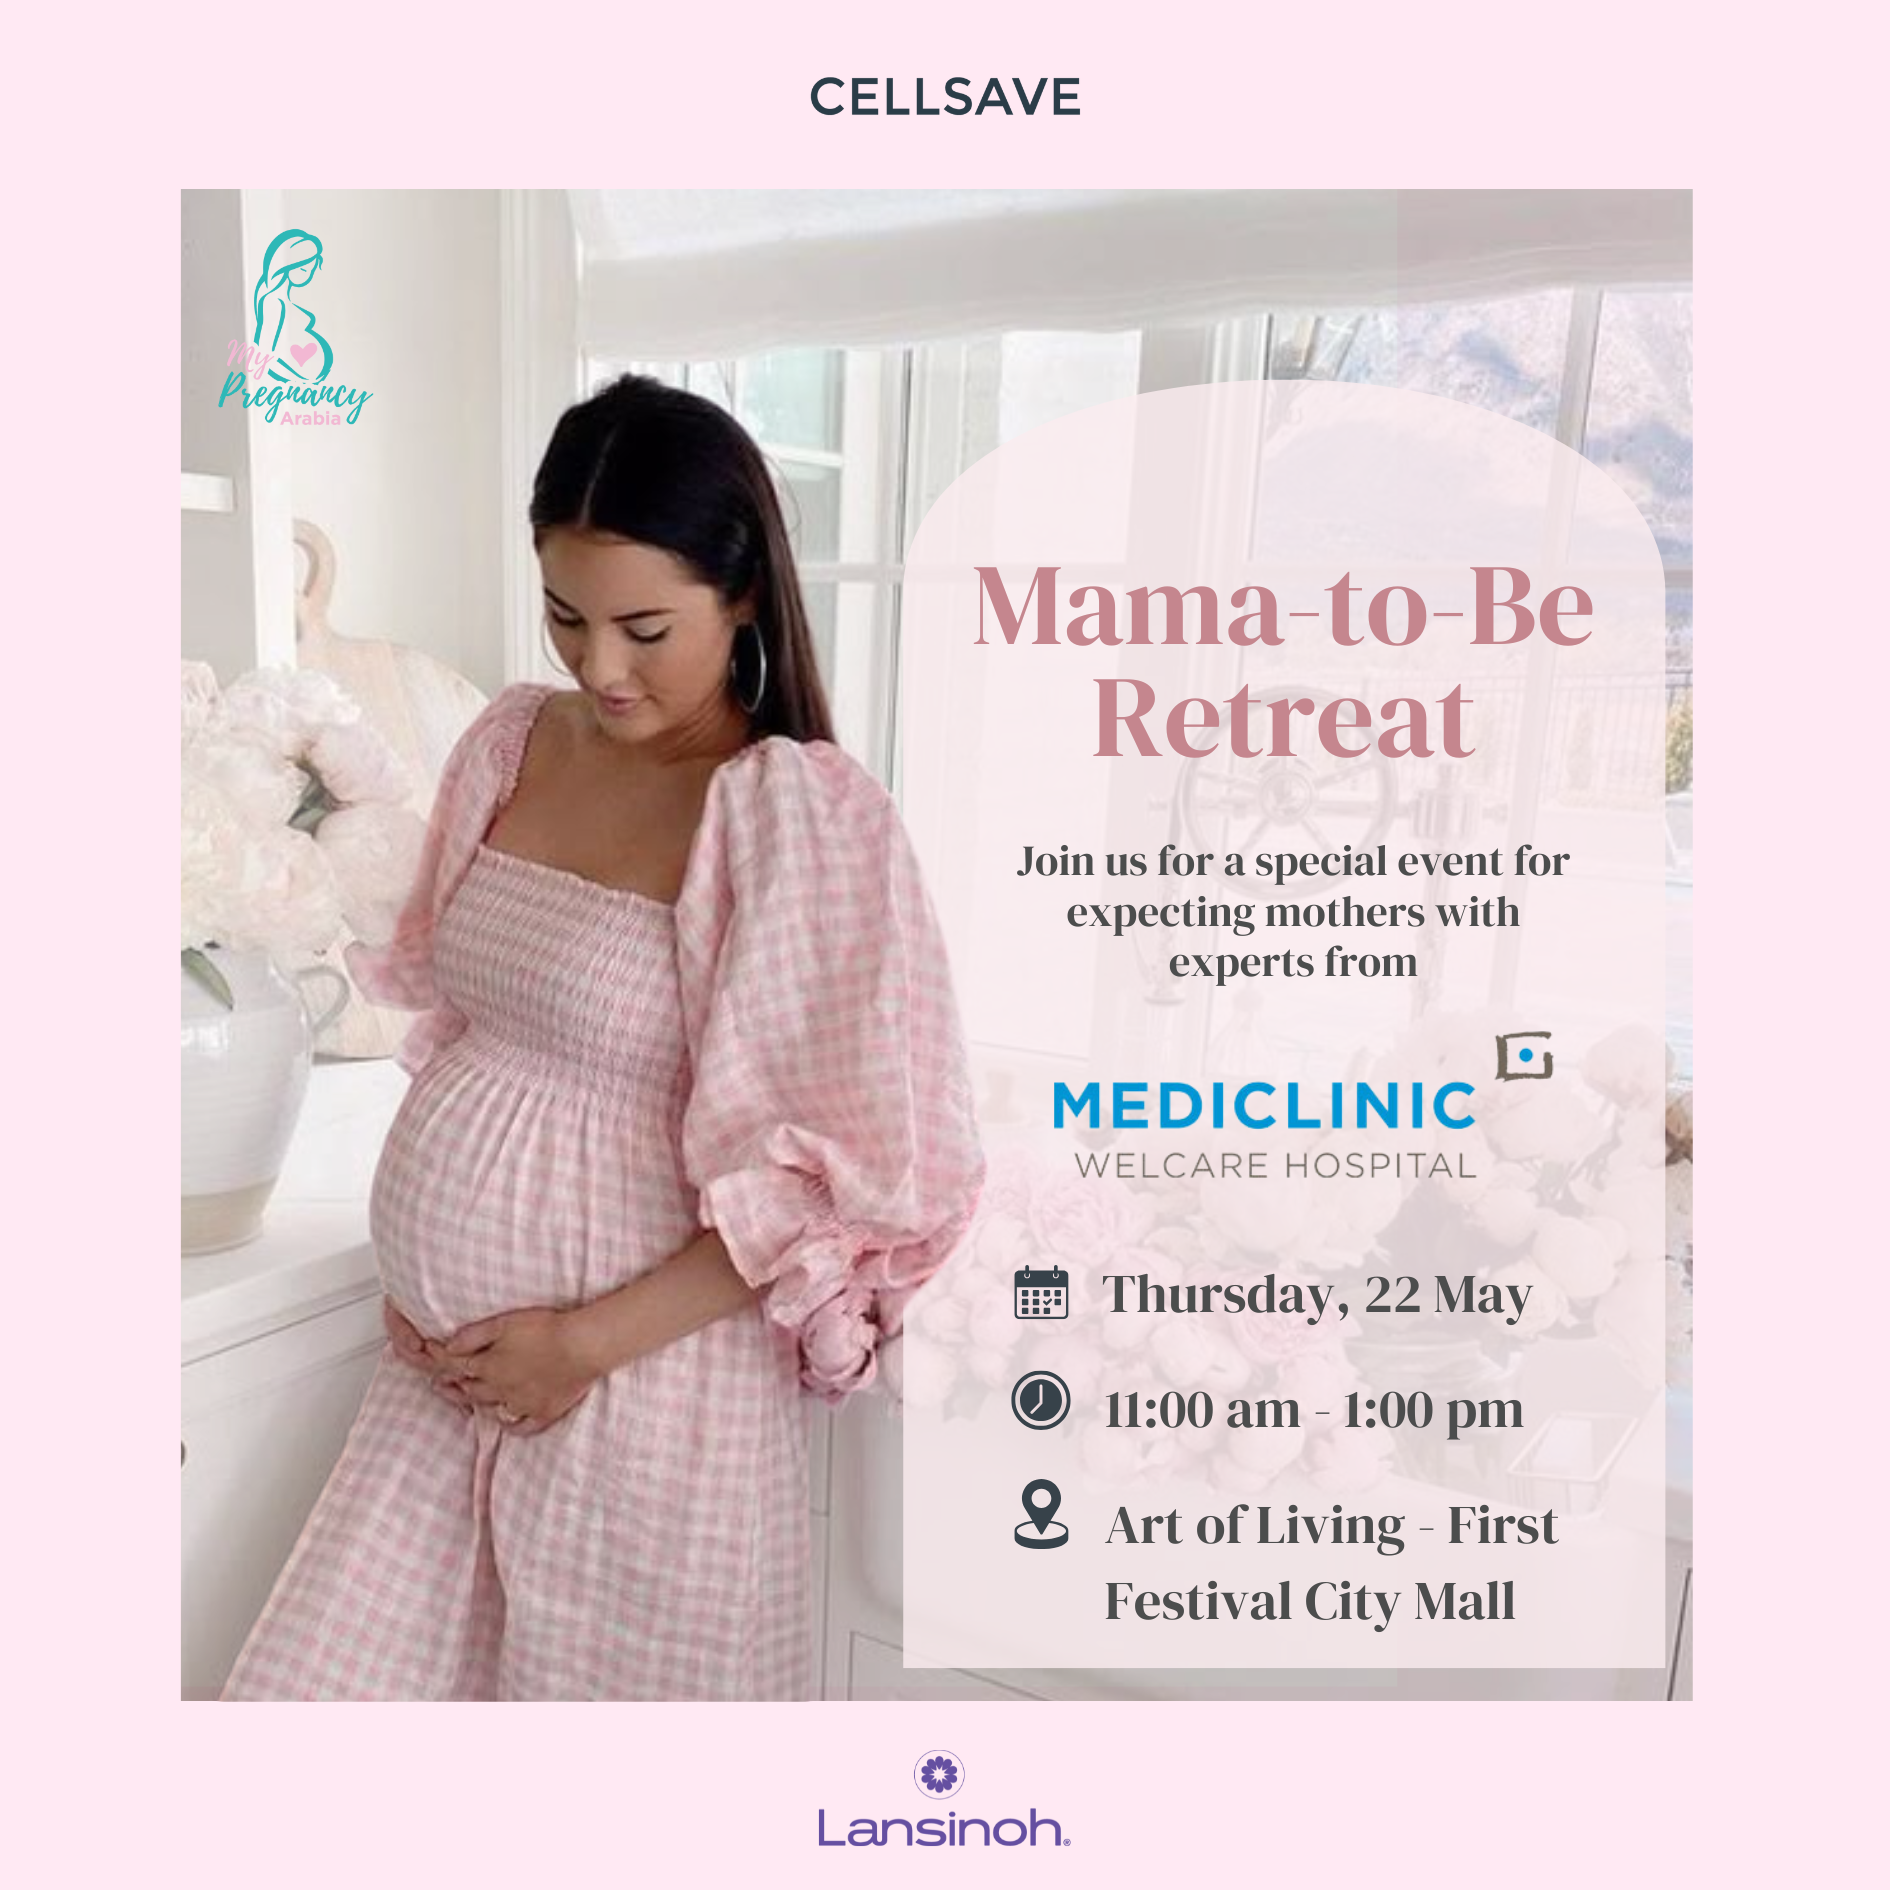 CELLSAVE
My
Pregnancy
Arabia
Mama-to-Be
Retreat
Join us for a special event for
expecting mothers with
experts from
MEDICLINIC
WELCARE HOSPITAL
Thursday, 22 May
11:00 am - 1:00 pm
Art of Living - First
Festival City Mall
Lansinoh®